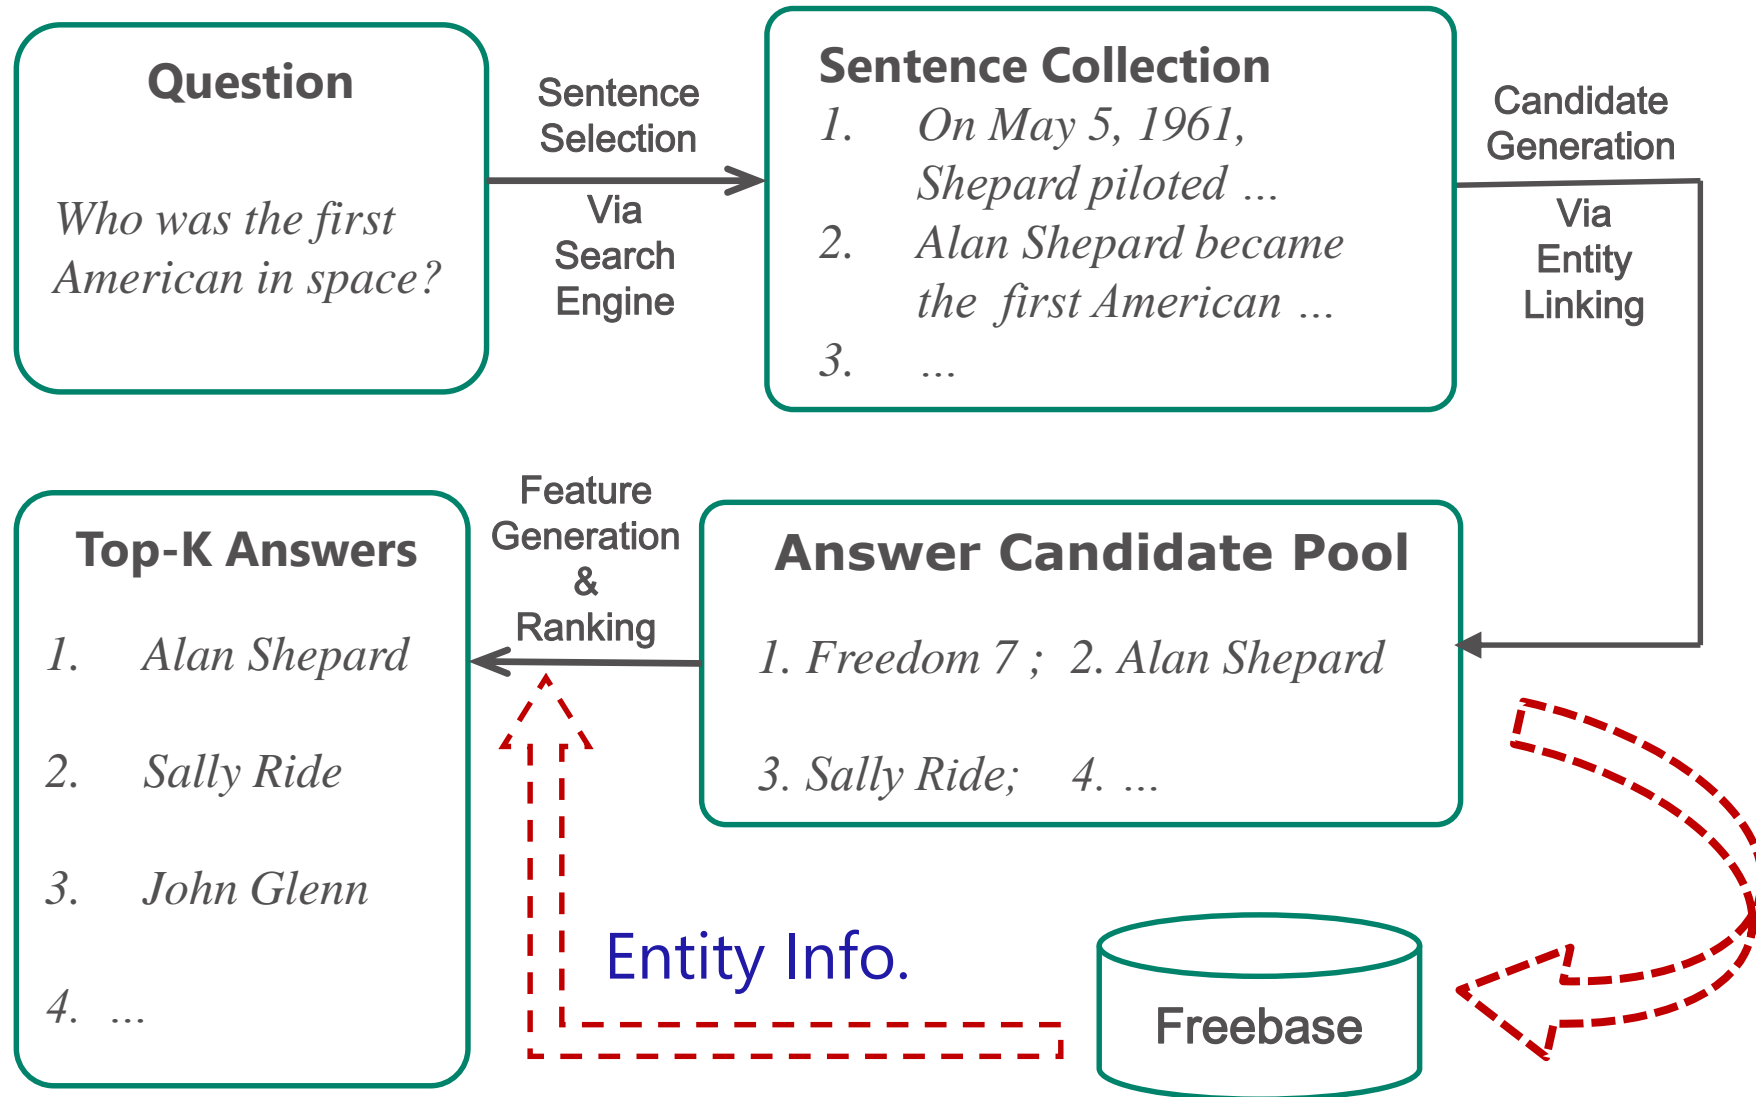 Question
Who was the first
American in space?
Sentence
Selection
Via
Search
Engine
Sentence Collection
1. On May 5, 1961,
Shepard piloted ...
2. Alan Shepard became
the first American ...
3. ...
Candidate
Generation
Via
Entity
Linking
Answer Candidate Pool
1. Freedom 7 ; 2. Alan Shepard
3. Sally Ride; 4. ...
Feature
Generation
&
Ranking
Top-K Answers
1. Alan Shepard
2. Sally Ride
3. John Glenn
4. ...
Entity Info.
Freebase